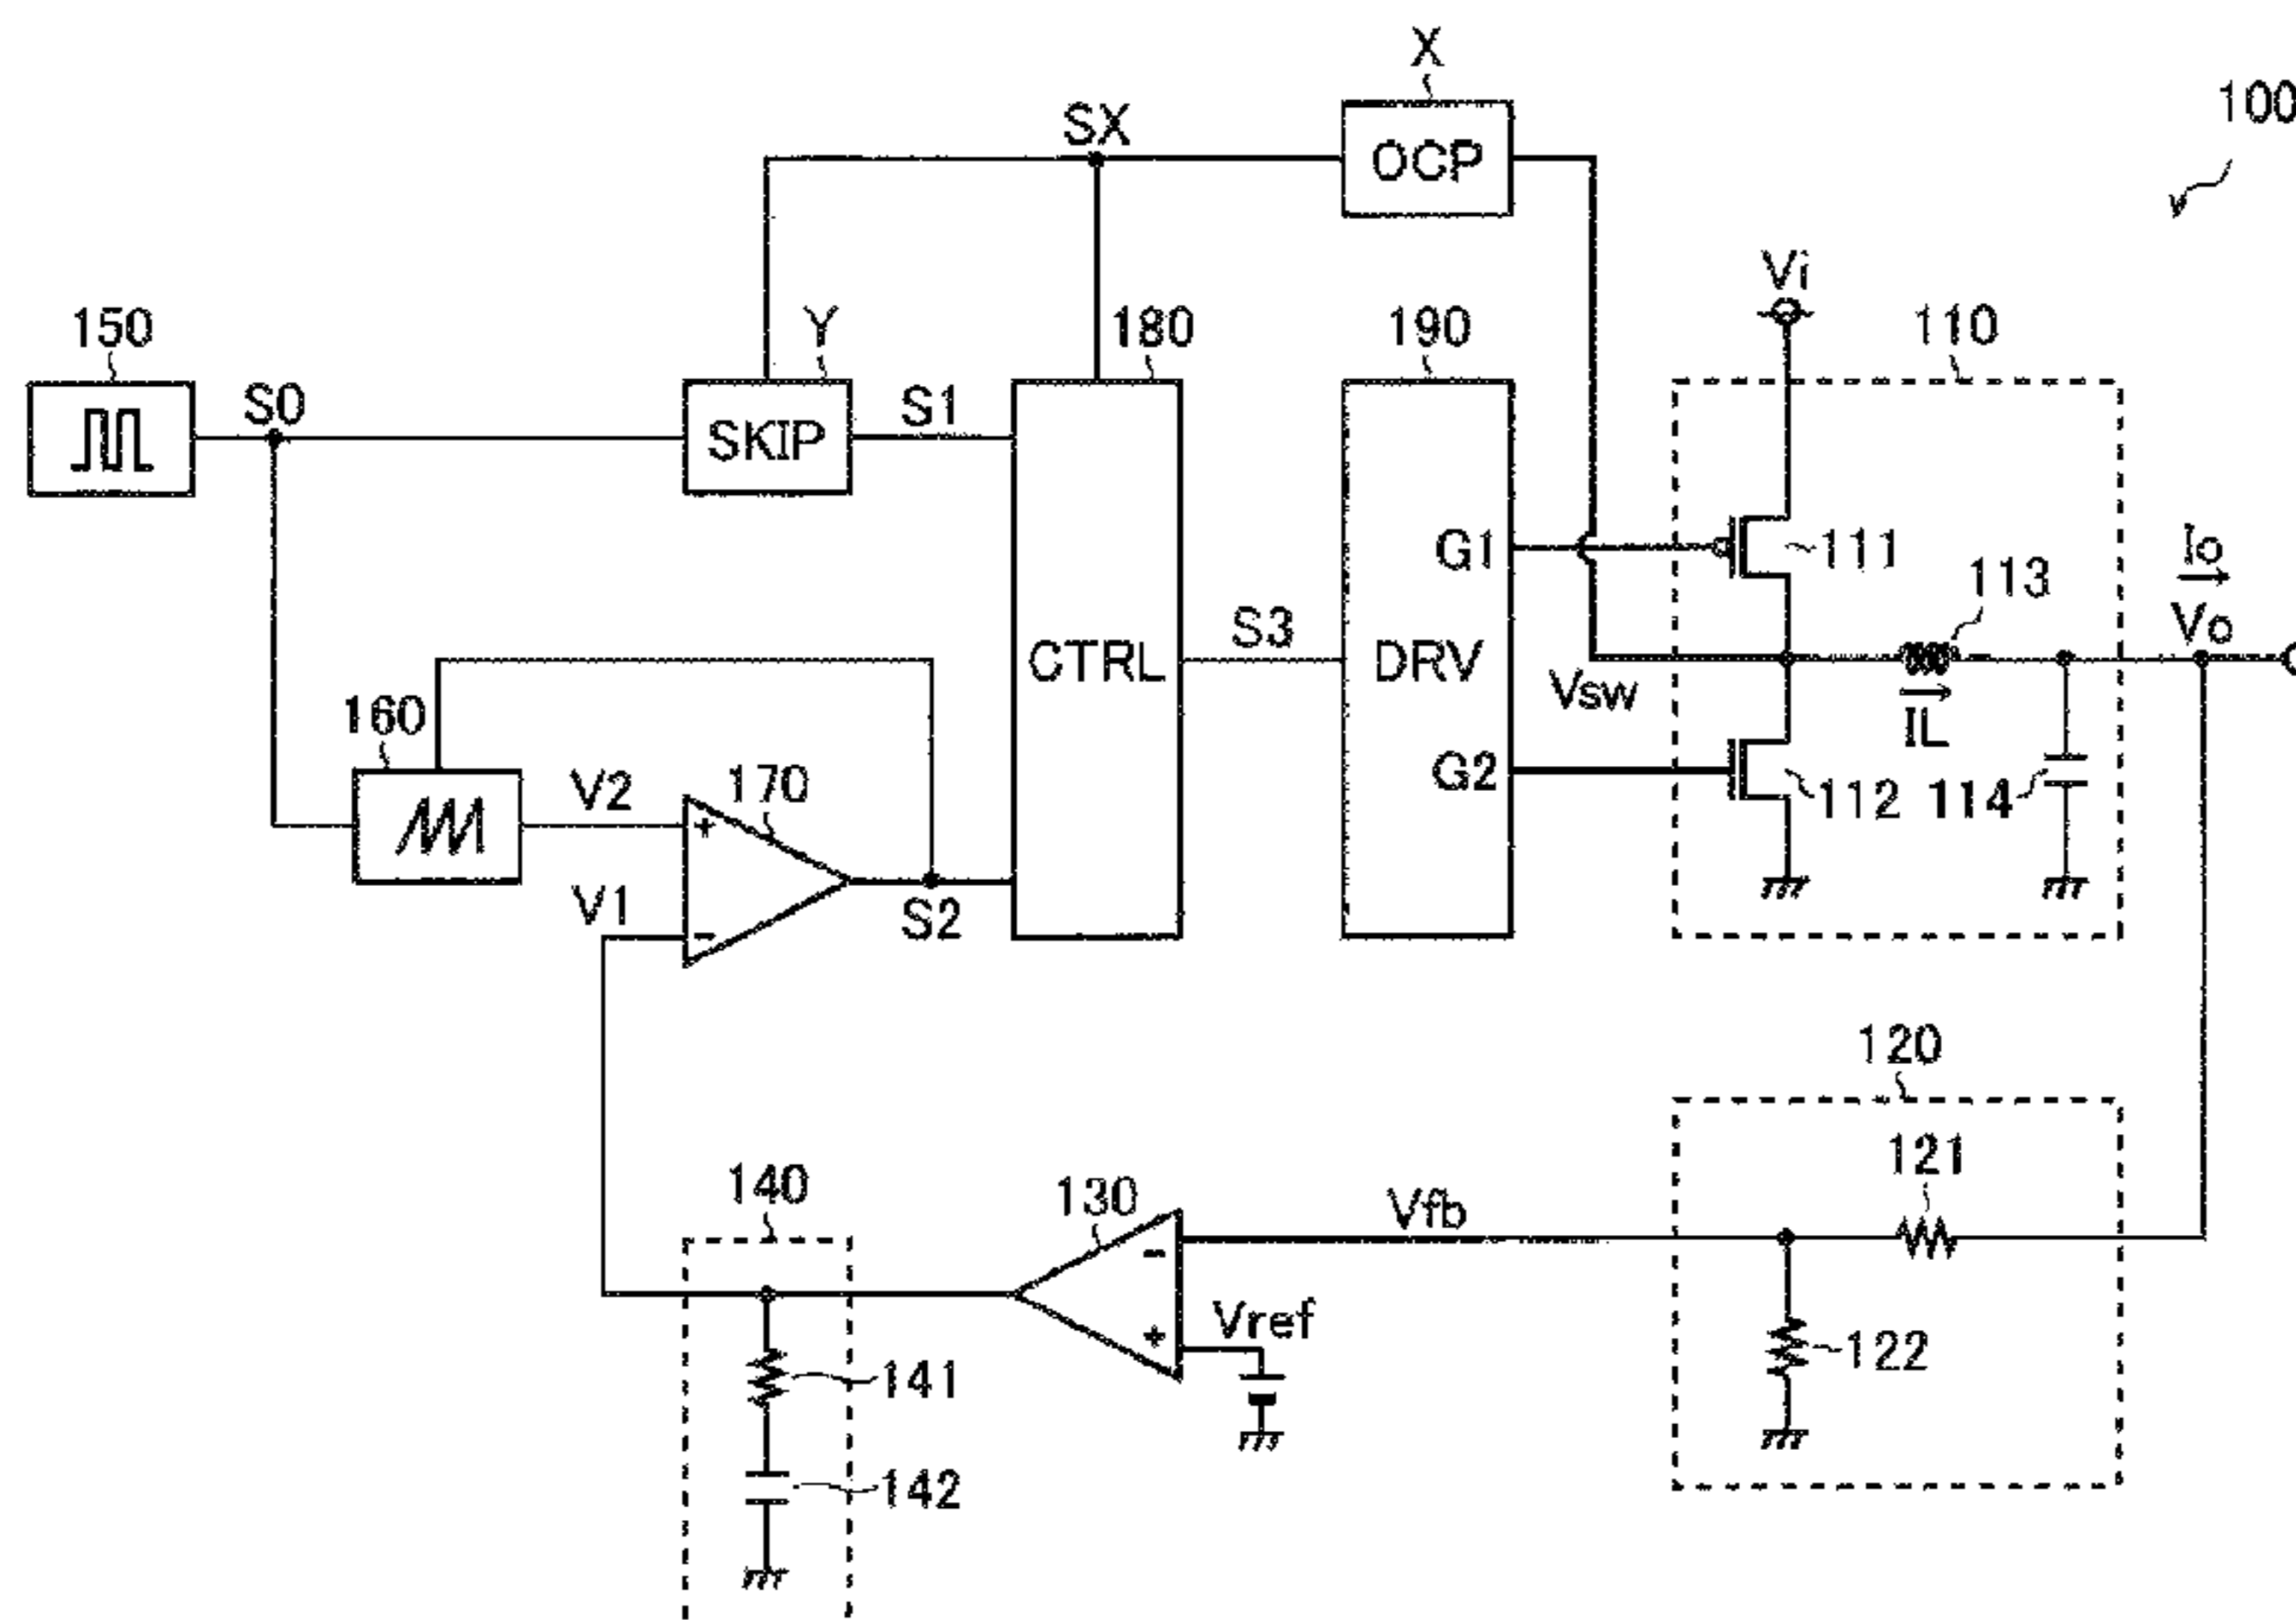 X
100
SX
OCP
Vi
150
Y
180
190
110
S0
SKIP
S1
G1
111
Io
113
S3
Vo
CTRL
DRV
Vsw
160
IL
V2
170
G2
112
114
+
V1
S2
-
120
121
140
130
Vfb
-
Vref
+
122
141
142